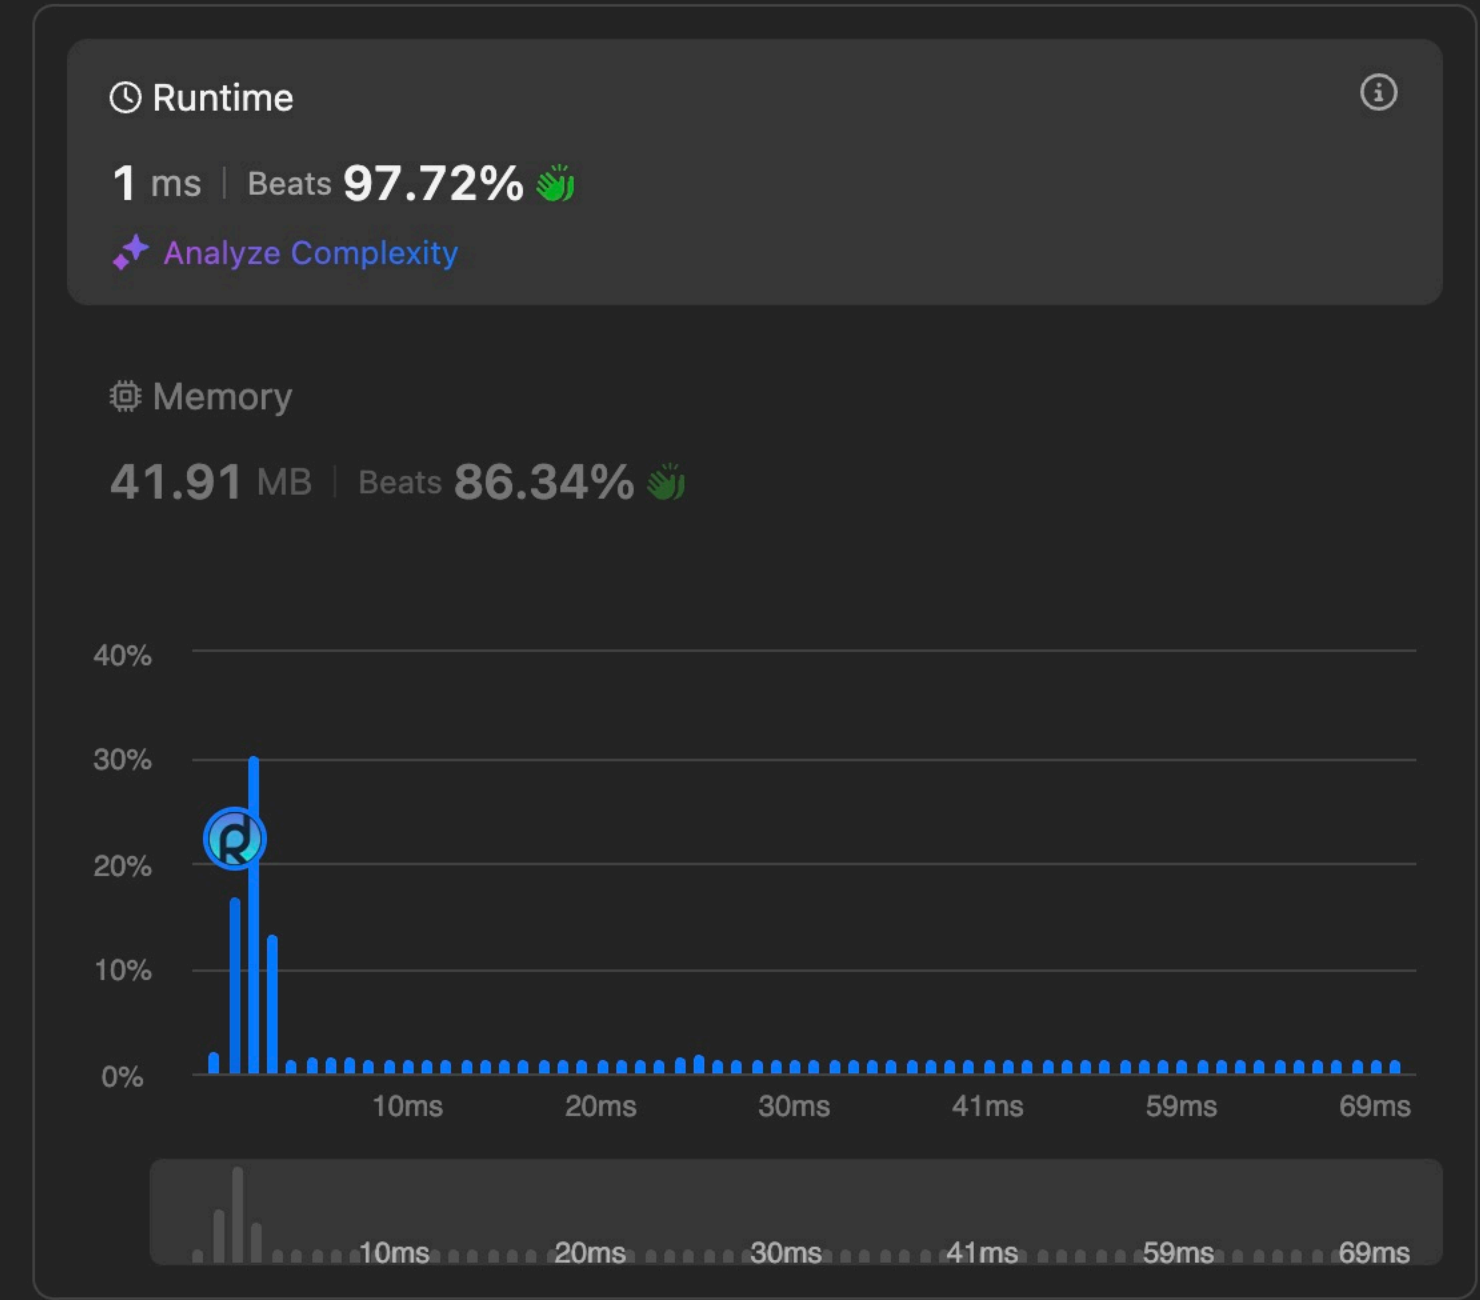 Runtime
1 ms | Beats 97.72%
Analyze Complexity
Memory
41.91 MB | Beats 86.34%
40%
30%
20%
10%
0%
10ms 20ms 30ms 41ms 59ms 69ms
10ms 20ms 30ms 41ms 59ms 69ms